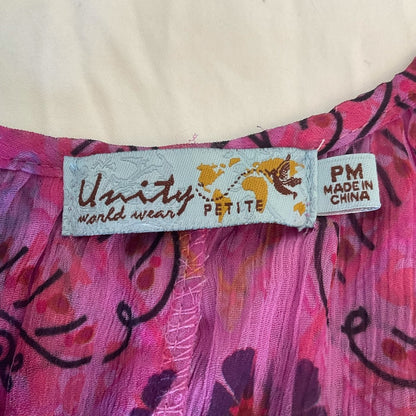 Unity
world wear
PETITE
PM
MADE IN
CHINA